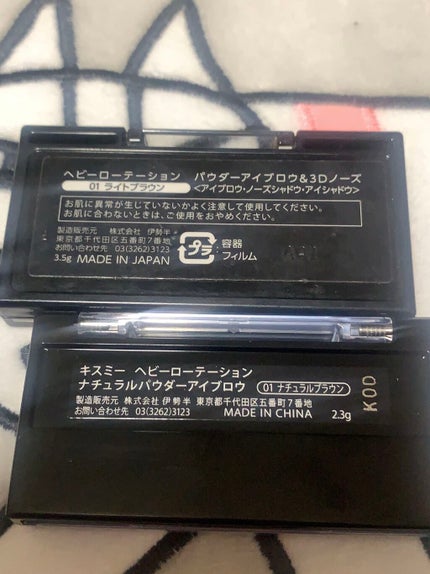 ヘビーローテーション パウダーアイブロウ&3Dノーズ
01 ライトブラウン <アイブロウ・ノーズシャドウ・アイシャドウ>
お肌に異常が生じていないかよく注意して使用してください。
お肌に合わないときは、ご使用をおやめください。
製造販売元 株式会社 伊勢半
東京都千代田区五番町7番地
お問い合わせ先 03(3262)3123
3.5g MADE IN JAPAN
プラ
容器
フィルム
キスミー ヘビーローテーション
ナチュラルパウダーアイブロウ 01 ナチュラルブラウン
製造販売元 株式会社 伊勢半 東京都千代田区五番町7番地
お問い合わせ先 03(3262)3123 MADE IN CHINA 2.3g